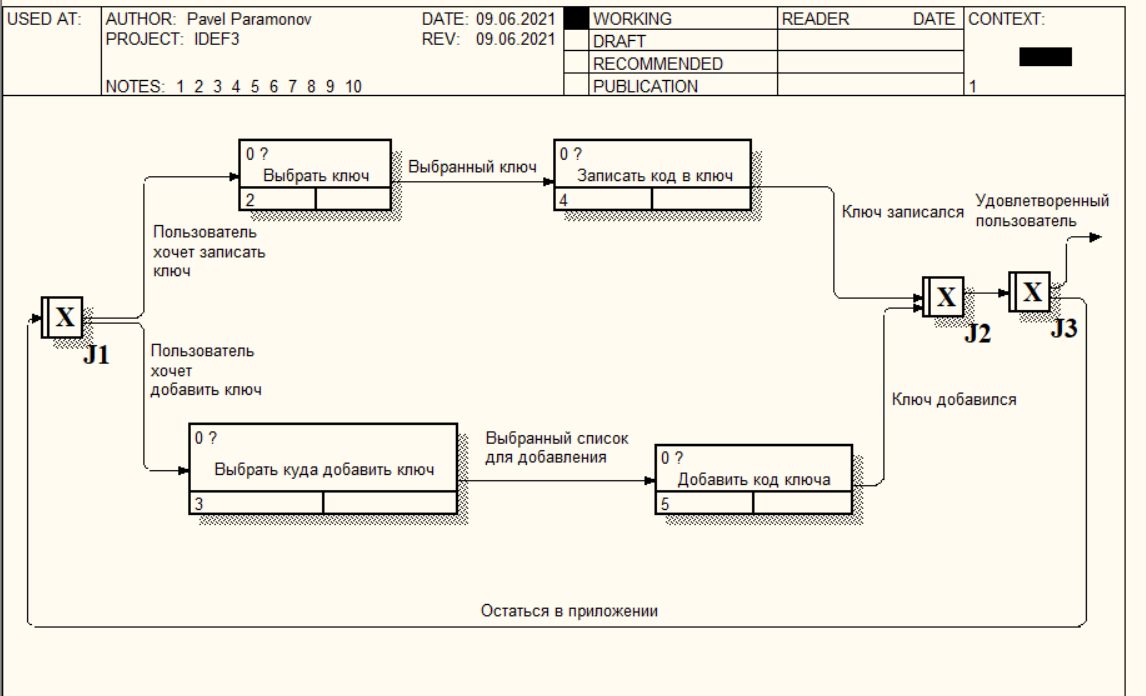 USED AT:
AUTHOR: Pavel Paramonov
DATE: 09.06.2021
WORKING
READER
DATE
CONTEXT:
PROJECT: IDEF3
REV: 09.06.2021
DRAFT
RECOMMENDED
NOTES: 1 2 3 4 5 6 7 8 9 10
PUBLICATION
1
0 ?
Выбрать ключ
2
Выбранный ключ
0 ?
Записать код в ключ
4
Ключ записался
Удовлетворенный
пользователь
Пользователь
хочет записать
ключ
X
J1
X
J2
X
J3
Пользователь
хочет
добавить ключ
Ключ добавился
0 ?
Выбрать куда добавить ключ
3
Выбранный список
для добавления
0 ?
Добавить код ключа
5
Остаться в приложении